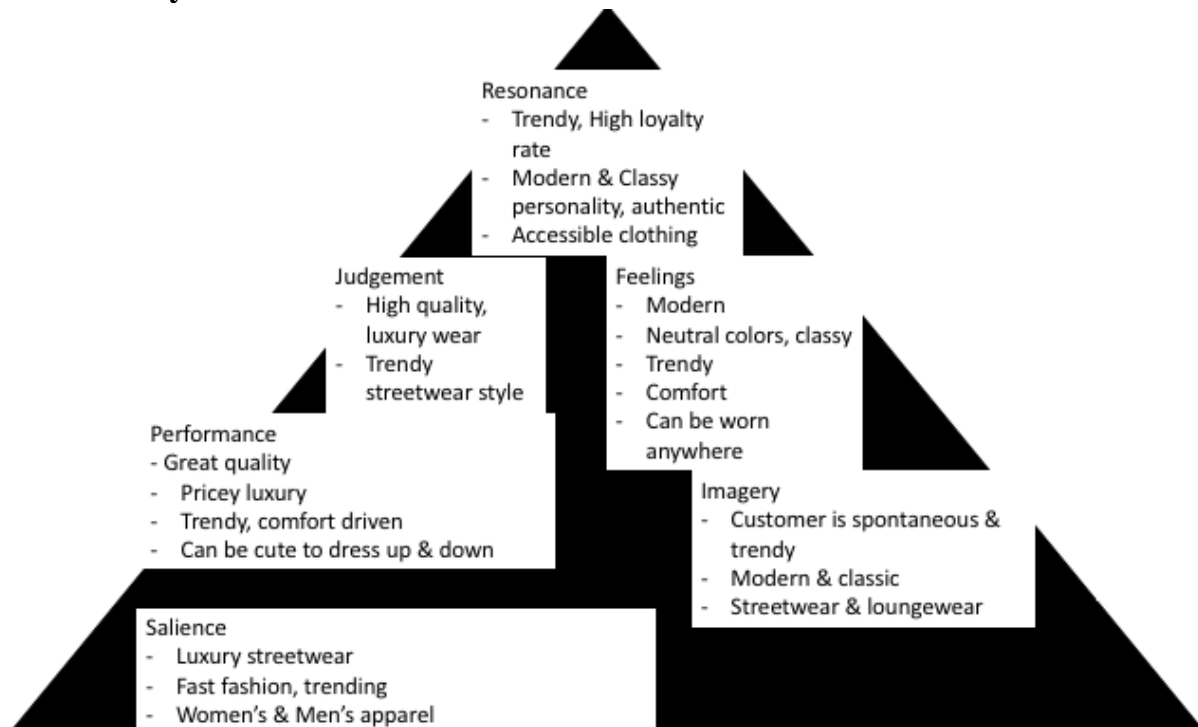 Resonance
- Trendy, High loyalty
rate
- Modern & Classy
personality, authentic
- Accessible clothing
Judgement
- High quality,
luxury wear
- Trendy
streetwear style
Feelings
- Modern
- Neutral colors, classy
- Trendy
- Comfort
- Can be worn
anywhere
Performance
- Great quality
- Pricey luxury
- Trendy, comfort driven
- Can be cute to dress up & down
Imagery
- Customer is spontaneous &
trendy
- Modern & classic
- Streetwear & loungewear
Salience
- Luxury streetwear
- Fast fashion, trending
- Women's & Men's apparel